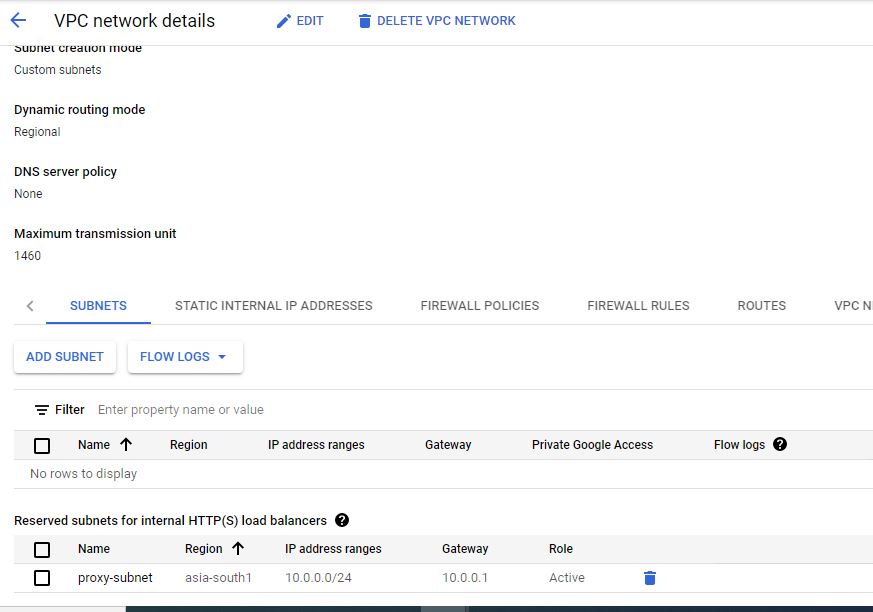 VPC network details EDIT DELETE VPC NETWORK
Subnet creation mode
Custom subnets
Dynamic routing mode
Regional
DNS server policy
None
Maximum transmission unit
1460
SUBNETS STATIC INTERNAL IP ADDRESSES FIREWALL POLICIES FIREWALL RULES ROUTES VPC N
ADD SUBNET FLOW LOGS
Filter Enter property name or value
Name Region IP address ranges Gateway Private Google Access Flow logs ?
No rows to display
Reserved subnets for internal HTTP(S) load balancers ?
Name Region IP address ranges Gateway Role
proxy-subnet asia-south1 10.0.0.0/24 10.0.0.1 Active